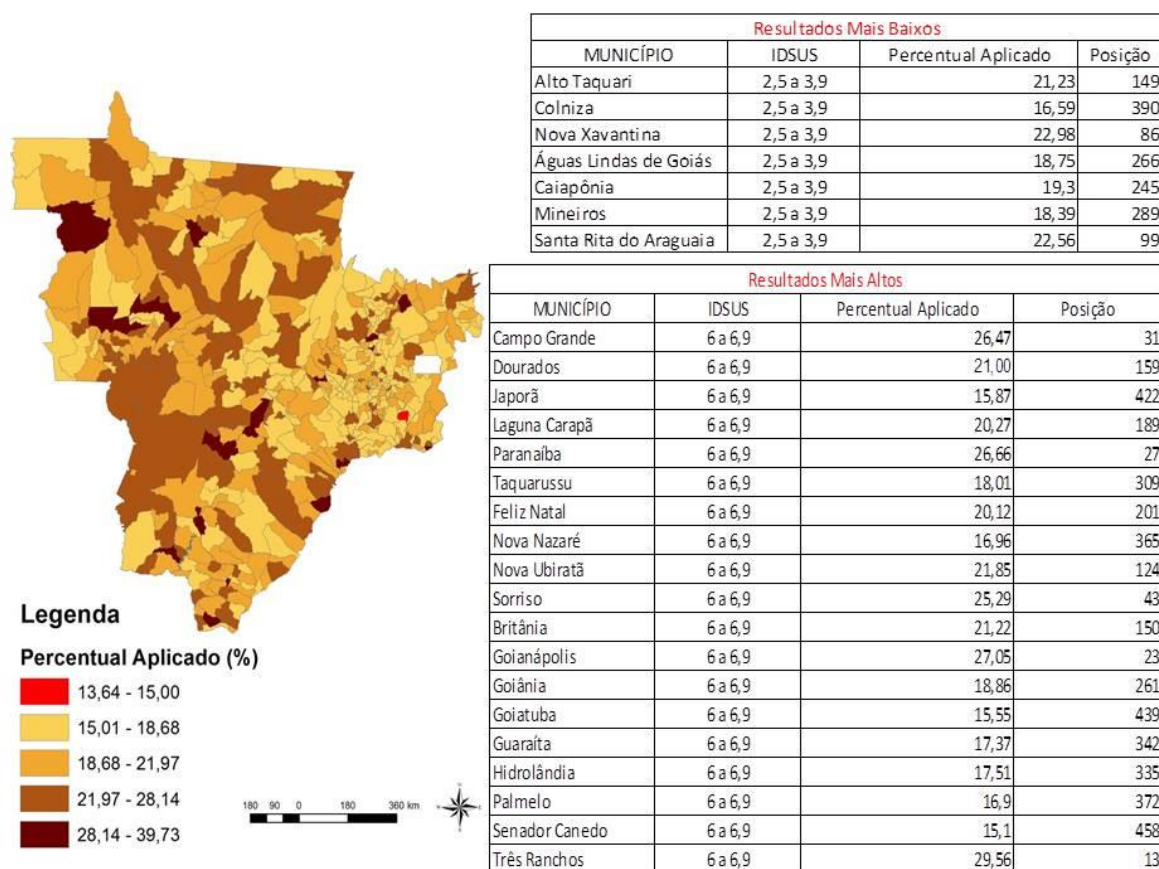 Resultados Mais Baixos
MUNICÍPIO IDSUS Percentual Aplicado Posição
Alto Taquari 2,5 a 3,9 21,23 149
Colniza 2,5 a 3,9 16,59 390
Nova Xavantina 2,5 a 3,9 22,98 86
Águas Lindas de Goiás 2,5 a 3,9 18,75 266
Caiapônia 2,5 a 3,9 19,3 245
Mineiros 2,5 a 3,9 18,39 289
Santa Rita do Araguaia 2,5 a 3,9 22,56 99
Resultados Mais Altos
MUNICÍPIO IDSUS Percentual Aplicado Posição
Campo Grande 6 a 6,9 26,47 31
Dourados 6 a 6,9 21,00 159
Japorã 6 a 6,9 15,87 422
Laguna Carapã 6 a 6,9 20,27 189
Paranaíba 6 a 6,9 26,66 27
Taquarussu 6 a 6,9 18,01 309
Feliz Natal 6 a 6,9 20,12 201
Nova Nazaré 6 a 6,9 16,96 365
Nova Ubiratã 6 a 6,9 21,85 124
Sorriso 6 a 6,9 25,29 43
Britânia 6 a 6,9 21,22 150
Goianápolis 6 a 6,9 27,05 23
Goiânia 6 a 6,9 18,86 261
Goiatuba 6 a 6,9 15,55 439
Guaraíta 6 a 6,9 17,37 342
Hidrolândia 6 a 6,9 17,51 335
Palmelo 6 a 6,9 16,9 372
Senador Canedo 6 a 6,9 15,1 458
Três Ranchos 6 a 6,9 29,56 13
Legenda
Percentual Aplicado (%)
13,64 - 15,00
15,01 - 18,68
18,68 - 21,97
21,97 - 28,14
28,14 - 39,73
180 90 0 180 360 km